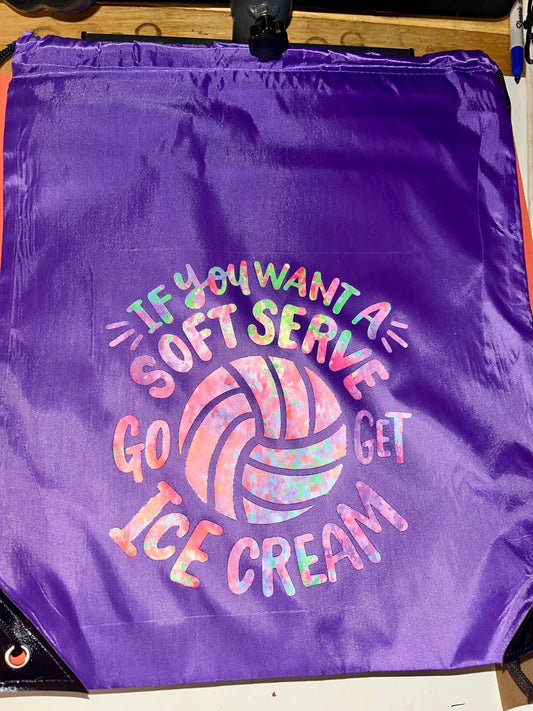 IF YOU WANT A
SOFT SERVE
GO GET
ICE CREAM